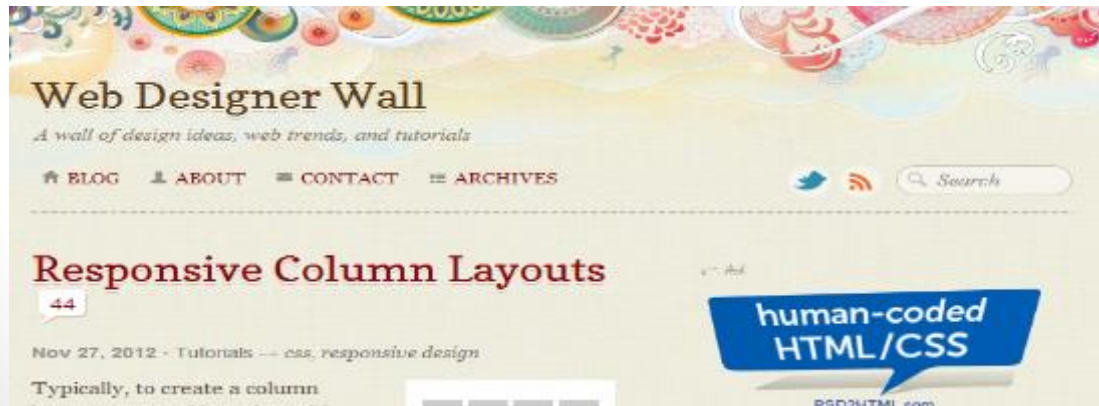 Web Designer Wall
A wall of design ideas, web trends, and tutorials
BLOG ABOUT CONTACT ARCHIVES
Search
Responsive Column Layouts
44
Nov 27, 2012 · Tutorials — css, responsive design
Typically, to create a column
Ad
human-coded
HTML/CSS
PSD2HTML.com